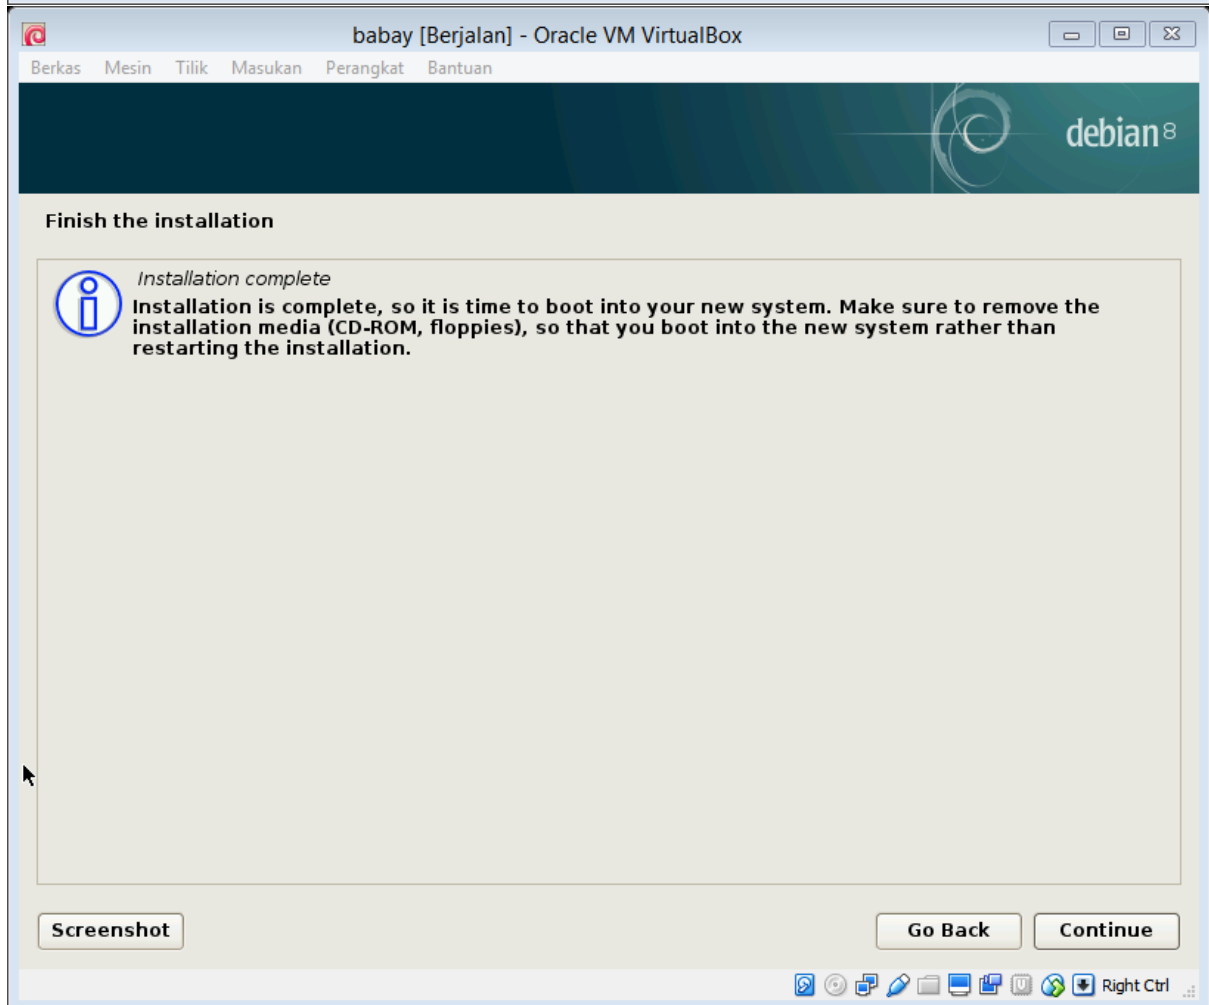 babay [Berjalan] - Oracle VM VirtualBox
Berkas Mesin Tilik Masukan Perangkat Bantuan
debian 8
Finish the installation
Installation complete
Installation is complete, so it is time to boot into your new system. Make sure to remove the
installation media (CD-ROM, floppies), so that you boot into the new system rather than
restarting the installation.
Screenshot Go Back Continue
Right Ctrl